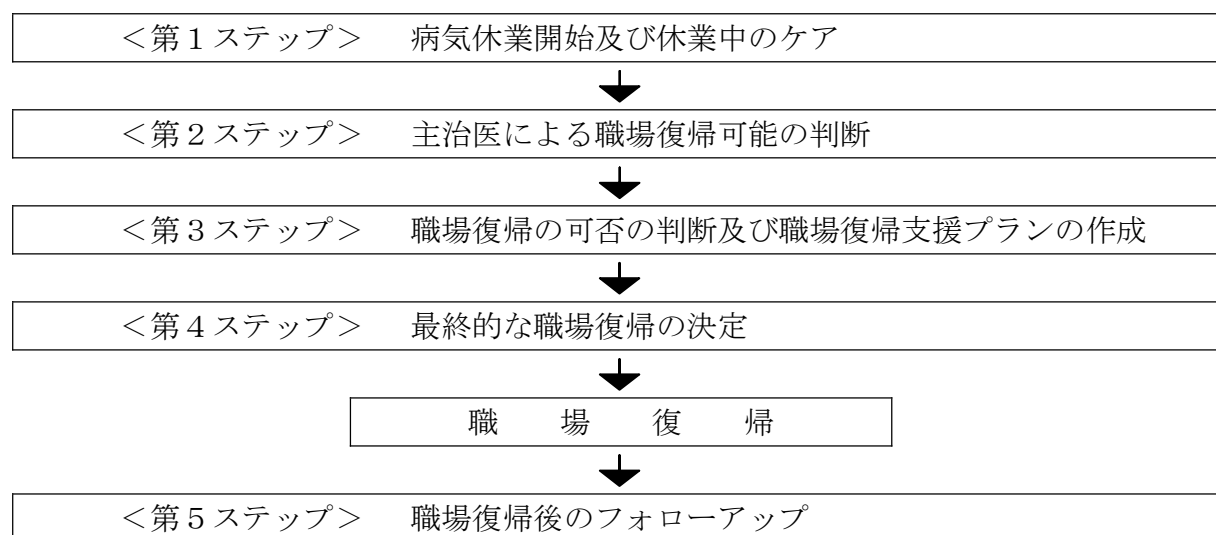 ＜第１ステップ＞　病気休業開始及び休業中のケア
＜第２ステップ＞　主治医による職場復帰可能の判断
＜第３ステップ＞　職場復帰の可否の判断及び職場復帰支援プランの作成
＜第４ステップ＞　最終的な職場復帰の決定
職　場　復　帰
＜第５ステップ＞　職場復帰後のフォローアップ